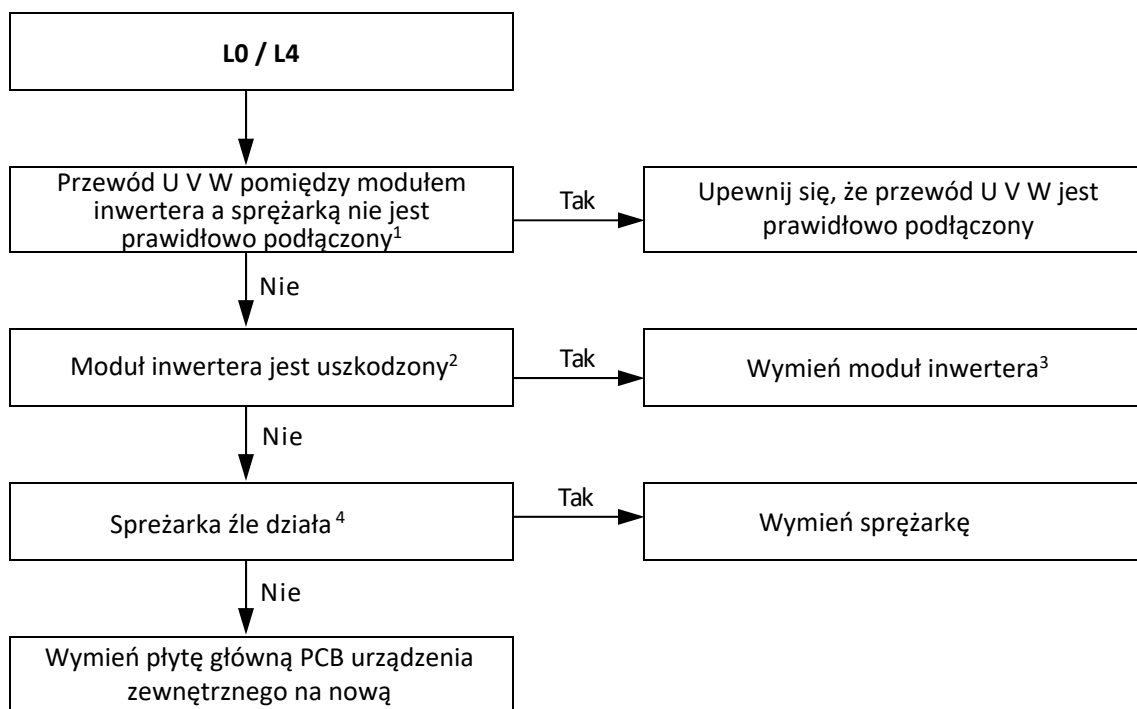 L0 / L4
Przewód U V W pomiędzy modułem
inwertera a sprężarką nie jest
prawidłowo podłączony¹
Tak
Upewnij się, że przewód U V W jest
prawidłowo podłączony
Nie
Moduł inwertera jest uszkodzony²
Tak
Wymień moduł inwertera³
Nie
Spreżarka źle działa ⁴
Tak
Wymień sprężarkę
Nie
Wymień płytę główną PCB urządzenia
zewnętrznego na nową